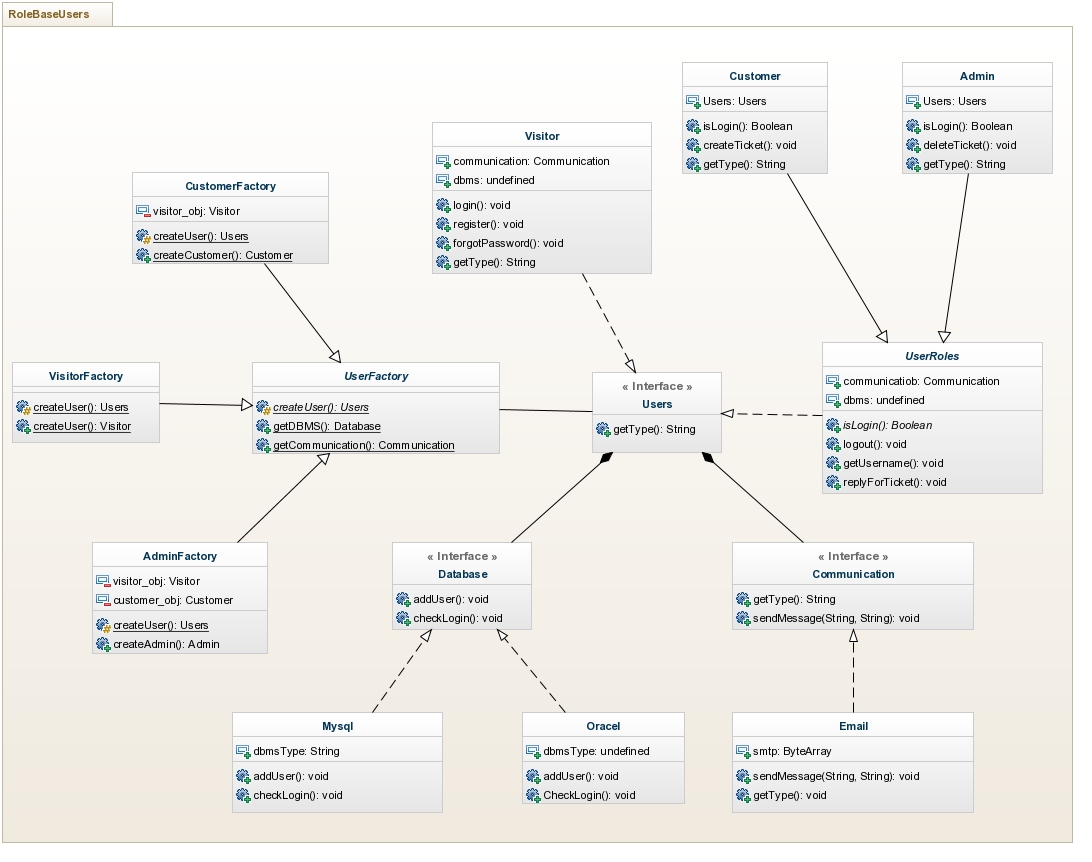 RoleBaseUsers
Customer
Users: Users
isLogin(): Boolean
createTicket(): void
getType(): String
Admin
Users: Users
isLogin(): Boolean
deleteTicket(): void
getType(): String
Visitor
communication: Communication
dbms: undefined
login(): void
register(): void
forgotPassword(): void
getType(): String
CustomerFactory
visitor_obj: Visitor
createUser(): Users
createCustomer(): Customer
VisitorFactory
createUser(): Users
createUser(): Visitor
UserFactory
createUser(): Users
getDBMS(): Database
getCommunication(): Communication
« Interface »
Users
getType(): String
UserRoles
communicatiob: Communication
dbms: undefined
isLogin(): Boolean
logout(): void
getUsername(): void
replyForTicket(): void
AdminFactory
visitor_obj: Visitor
customer_obj: Customer
createUser(): Users
createAdmin(): Admin
« Interface »
Database
addUser(): void
checkLogin(): void
« Interface »
Communication
getType(): String
sendMessage(String, String): void
Mysql
dbmsType: String
addUser(): void
checkLogin(): void
Oracel
dbmsType: undefined
addUser(): void
CheckLogin(): void
Email
smtp: ByteArray
sendMessage(String, String): void
getType(): void